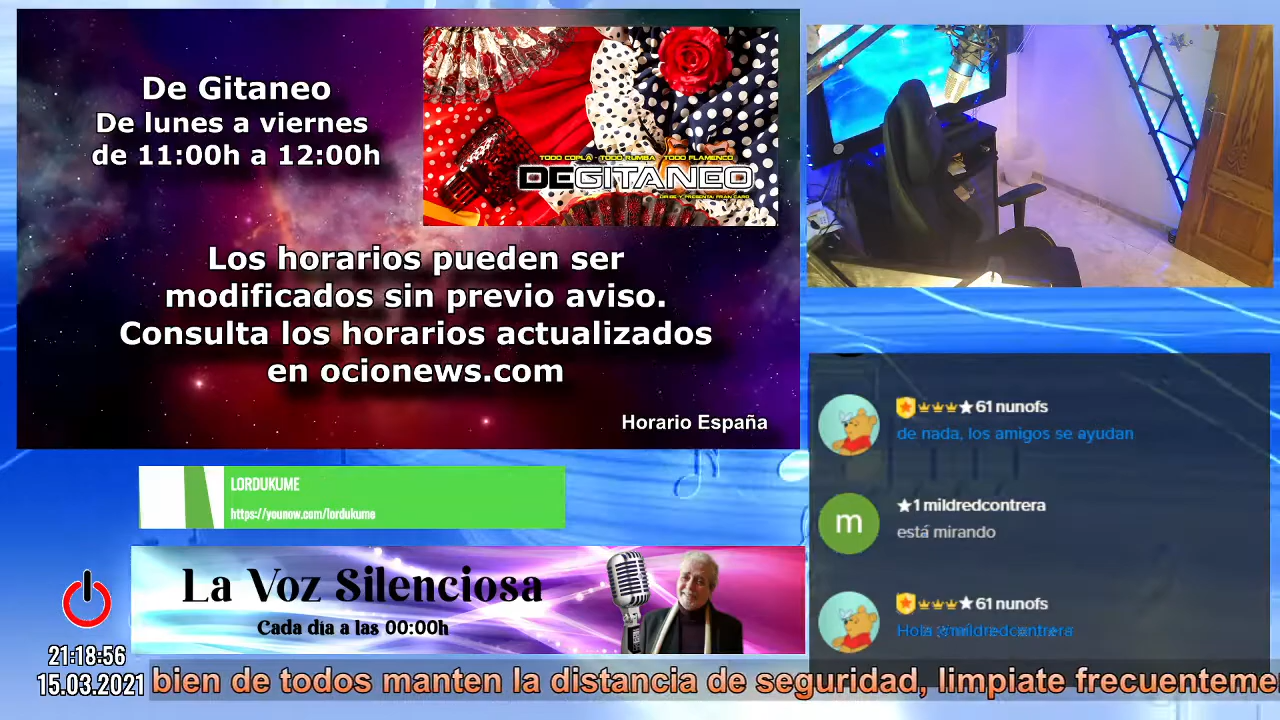 De Gitaneo
De lunes a viernes
de 11:00h a 12:00h
TODO COPLA - TODO RUMBA - TODO FLAMENCO
DEGITANEO
DIRIGE Y PRESENTA: FRAN CARO
Los horarios pueden ser
modificados sin previo aviso.
Consulta los horarios actualizados
en ocionews.com
Horario España
61 nunofs
de nada, los amigos se ayudan
m
1 mildredcontrera
está mirando
61 nunofs
Hola
LORDUKUME
https://younow.com/lordukume
La Voz Silenciosa
Cada dia a las 00:00h
21:18:56
15.03.2021
bien de todos manten la distancia de seguridad, limpiate frecuenteme